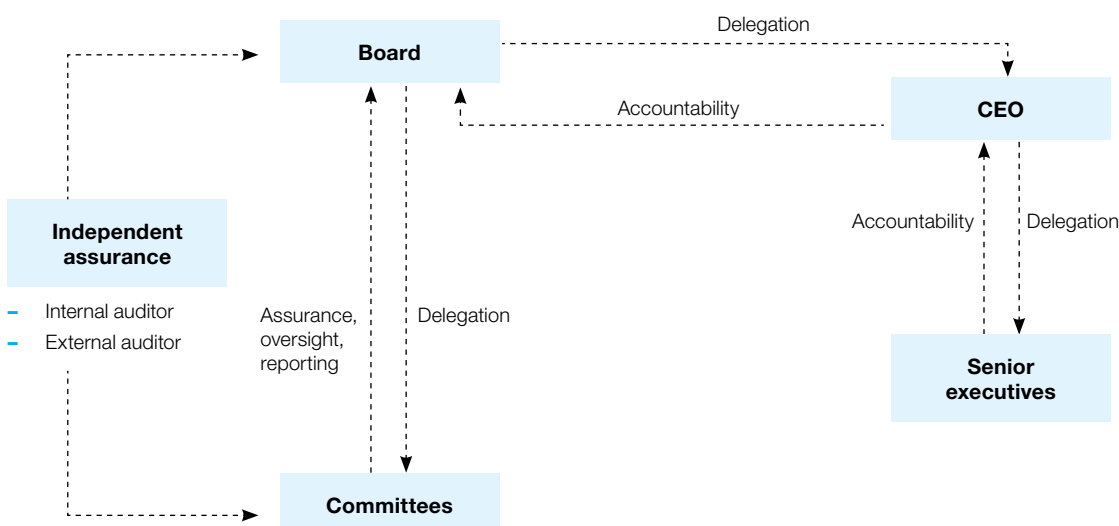 Delegation
Board
Accountability
CEO
Independent
assurance
Accountability
Delegation
– Internal auditor
– External auditor
Assurance,
oversight,
reporting
Delegation
Senior
executives
Committees